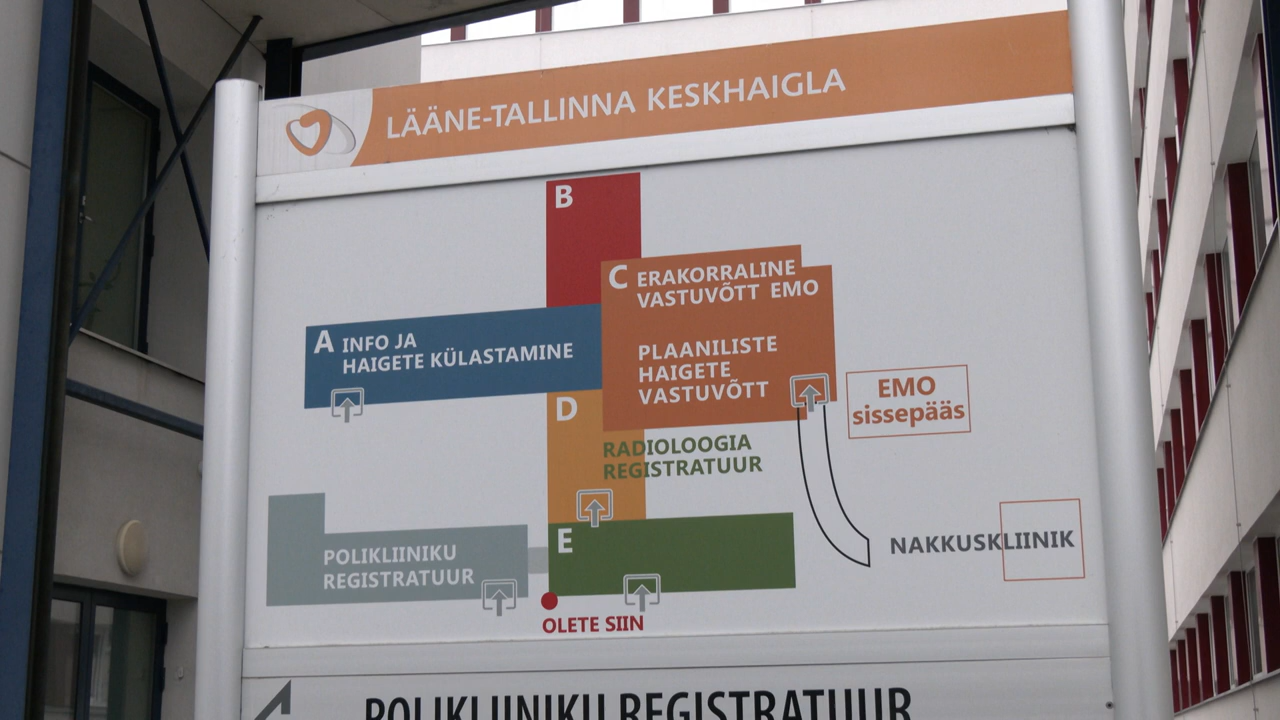 LÄÄNE-TALLINNA KESKHAIGLA
B
C ERAKORRALINE
VASTUVÕTT EMO
A INFO JA
HAIGETE KÜLASTAMINE
PLAANILISTE
HAIGETE
VASTUVÕTT
EMO
sissepääs
D
RADIOLOOGIA
REGISTRATUUR
E
POLIKLIINIKU
REGISTRATUUR
NAKKUSKLIINIK
OLETE SIIN
POLIKLIINIKU REGISTRATUUR